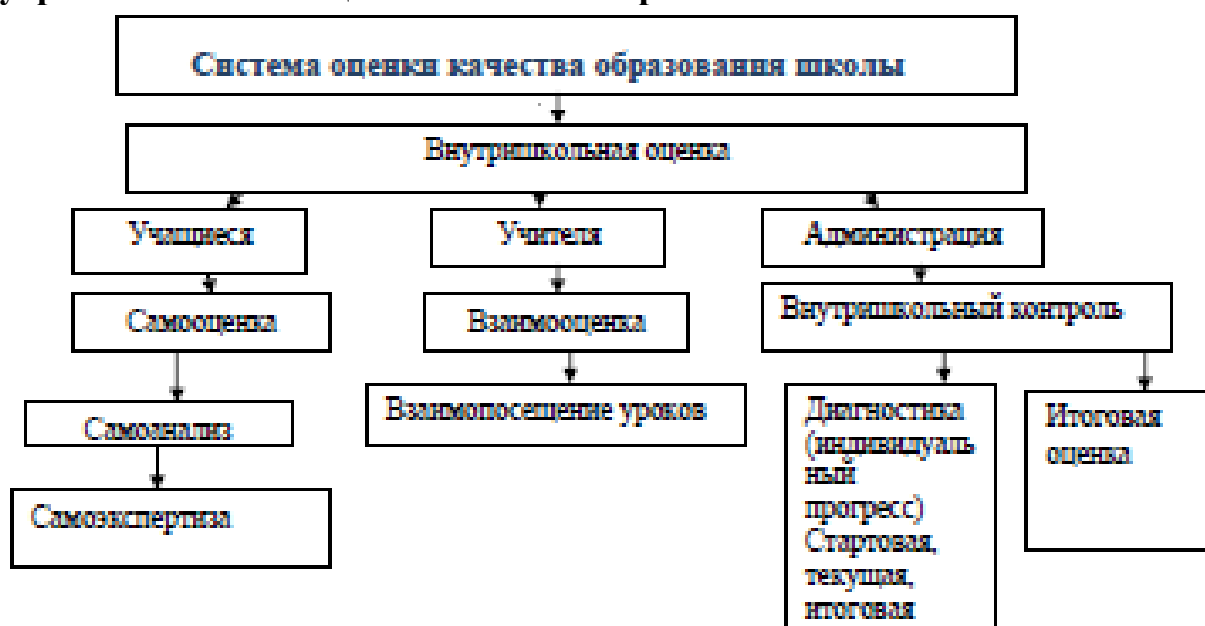 Система оценки качества образования школы
Внутришкольная оценка
Учащиеся
Учителя
Администрация
Самооценка
Взаимооценка
Внутришкольный контроль
Самоанализ
Взаимопосещение уроков
Диагностика
(индивидуаль
ный
прогресс)
Стартовая,
текущая,
итоговая
Итоговая
оценка
Самоэкспертиза